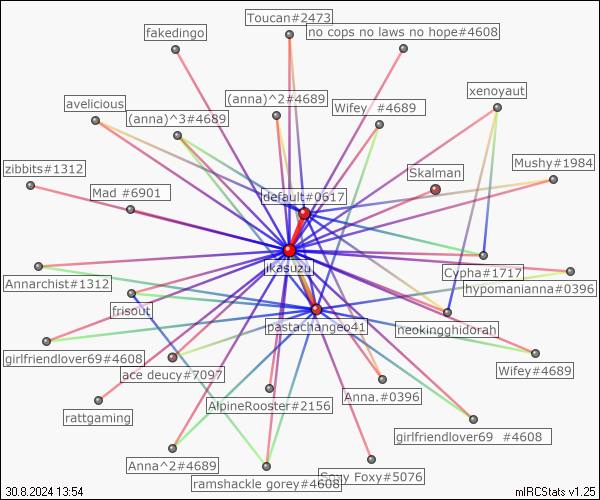 Toucan#2473
fakedingo
no cops no laws no hope#4608
xenoyaut
avelicious
(anna)^3#4689
(anna)^2#4689
Wifey  #4689
zibbits#1312
Mad #6901
default#0617
Skalman
Mushy#1984
ikasuzu
Cypha#1717
Annarchist#1312
hypomanianna#0396
frisout
pastachangeo41
neokingghidorah
girlfriendlover69#4608
ace deucy#7097
Wifey#4689
rattgaming
AlpineRooster#2156
Anna.#0396
girlfriendlover69  #4608
Anna^2#4689
ramshackle gorey#4608
Sexy Foxy#5076
30.8.2024 13:54
mIRCStats v1.25